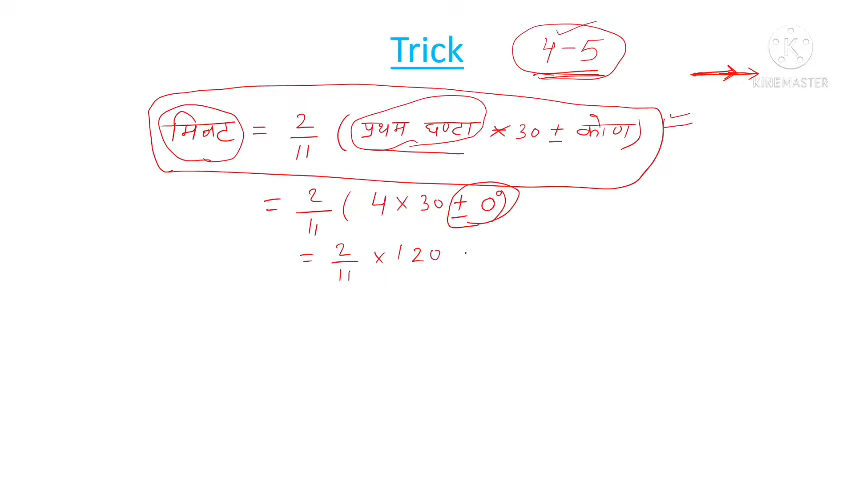 Trick
4 - 5
KINEMASTER
मिनट = 2/11 ( प्रथम घण्टा × 30 ± कोण )
= 2/11 ( 4 × 30 ± 0° )
= 2/11 × 120